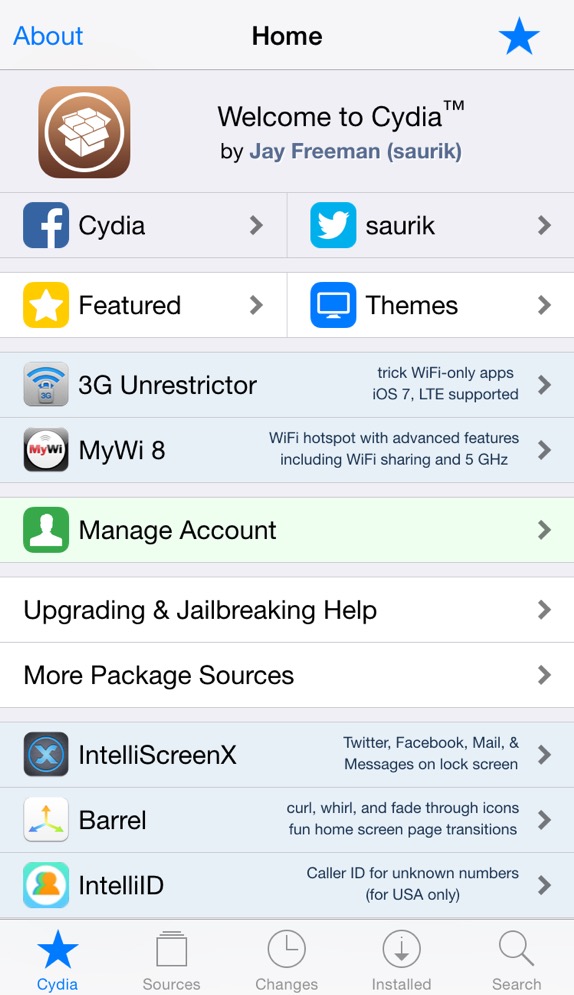 About
Home
Welcome to Cydia™
by Jay Freeman (saurik)
Cydia
saurik
Featured
Themes
3G
3G Unrestrictor
trick WiFi-only apps
iOS 7, LTE supported
MyWi
MyWi 8
WiFi hotspot with advanced features
including WiFi sharing and 5 GHz
Manage Account
Upgrading & Jailbreaking Help
More Package Sources
X
IntelliScreenX
Twitter, Facebook, Mail, &
Messages on lock screen
Barrel
curl, whirl, and fade through icons
fun home screen page transitions
IntelliID
Caller ID for unknown numbers
(for USA only)
Cydia
Sources
Changes
Installed
Search